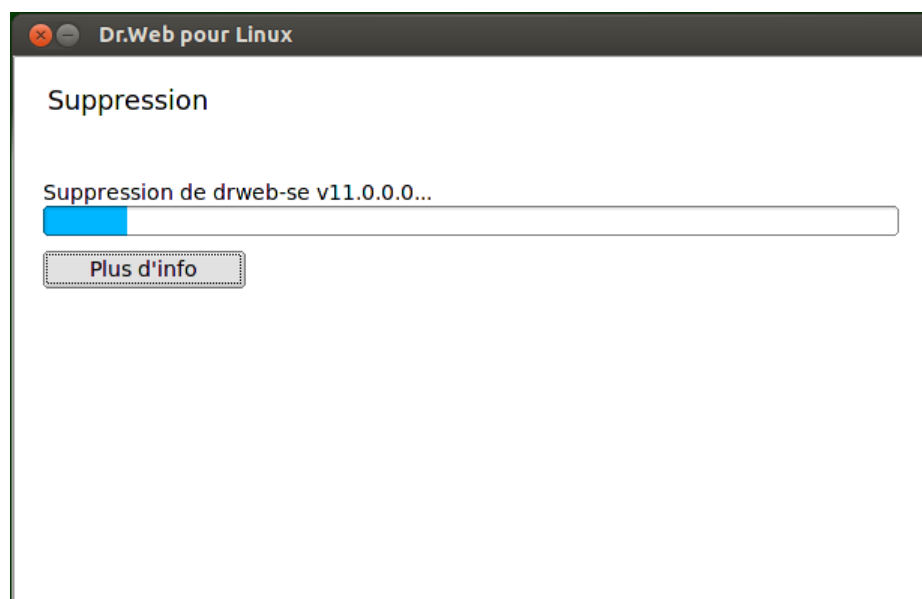 Dr.Web pour Linux
Suppression
Suppression de drweb-se v11.0.0.0...
Plus d'info